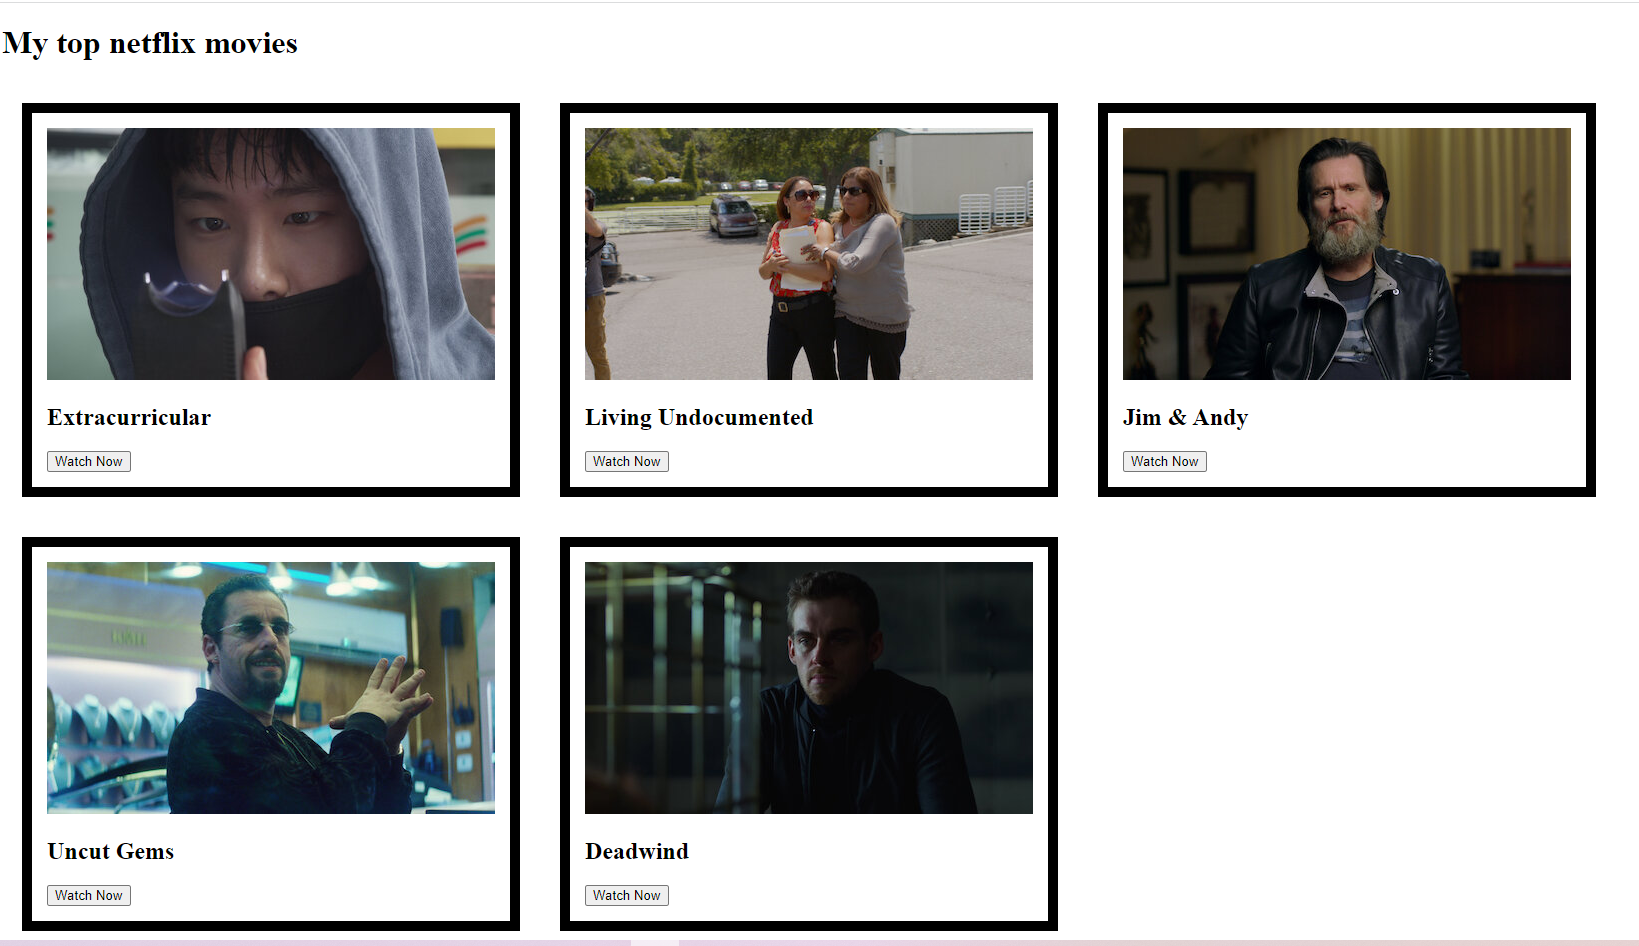 My top netflix movies
Extracurricular
Watch Now
Living Undocumented
Watch Now
Jim & Andy
Watch Now
Uncut Gems
Watch Now
Deadwind
Watch Now